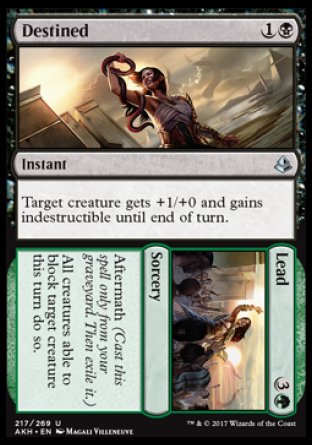 Destined 1
Instant
Target creature gets +1/+0 and gains
indestructible until end of turn.
Lead 3
Sorcery
Aftermath (Cast this
spell only from your
graveyard. Then exile it.)
All creatures able to
block target creature
this turn do so.
217/269 U
AKH • EN MAGALI VILLENEUVE
™ & © 2017 Wizards of the Coast